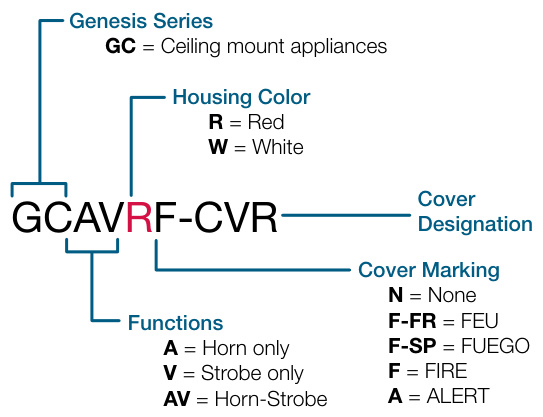 Genesis Series
GC = Ceiling mount appliances
Housing Color
R = Red
W = White
GCAVRF-CVR
Cover
Designation
Cover Marking
N = None
F-FR = FEU
F-SP = FUEGO
F = FIRE
A = ALERT
Functions
A = Horn only
V = Strobe only
AV = Horn-Strobe